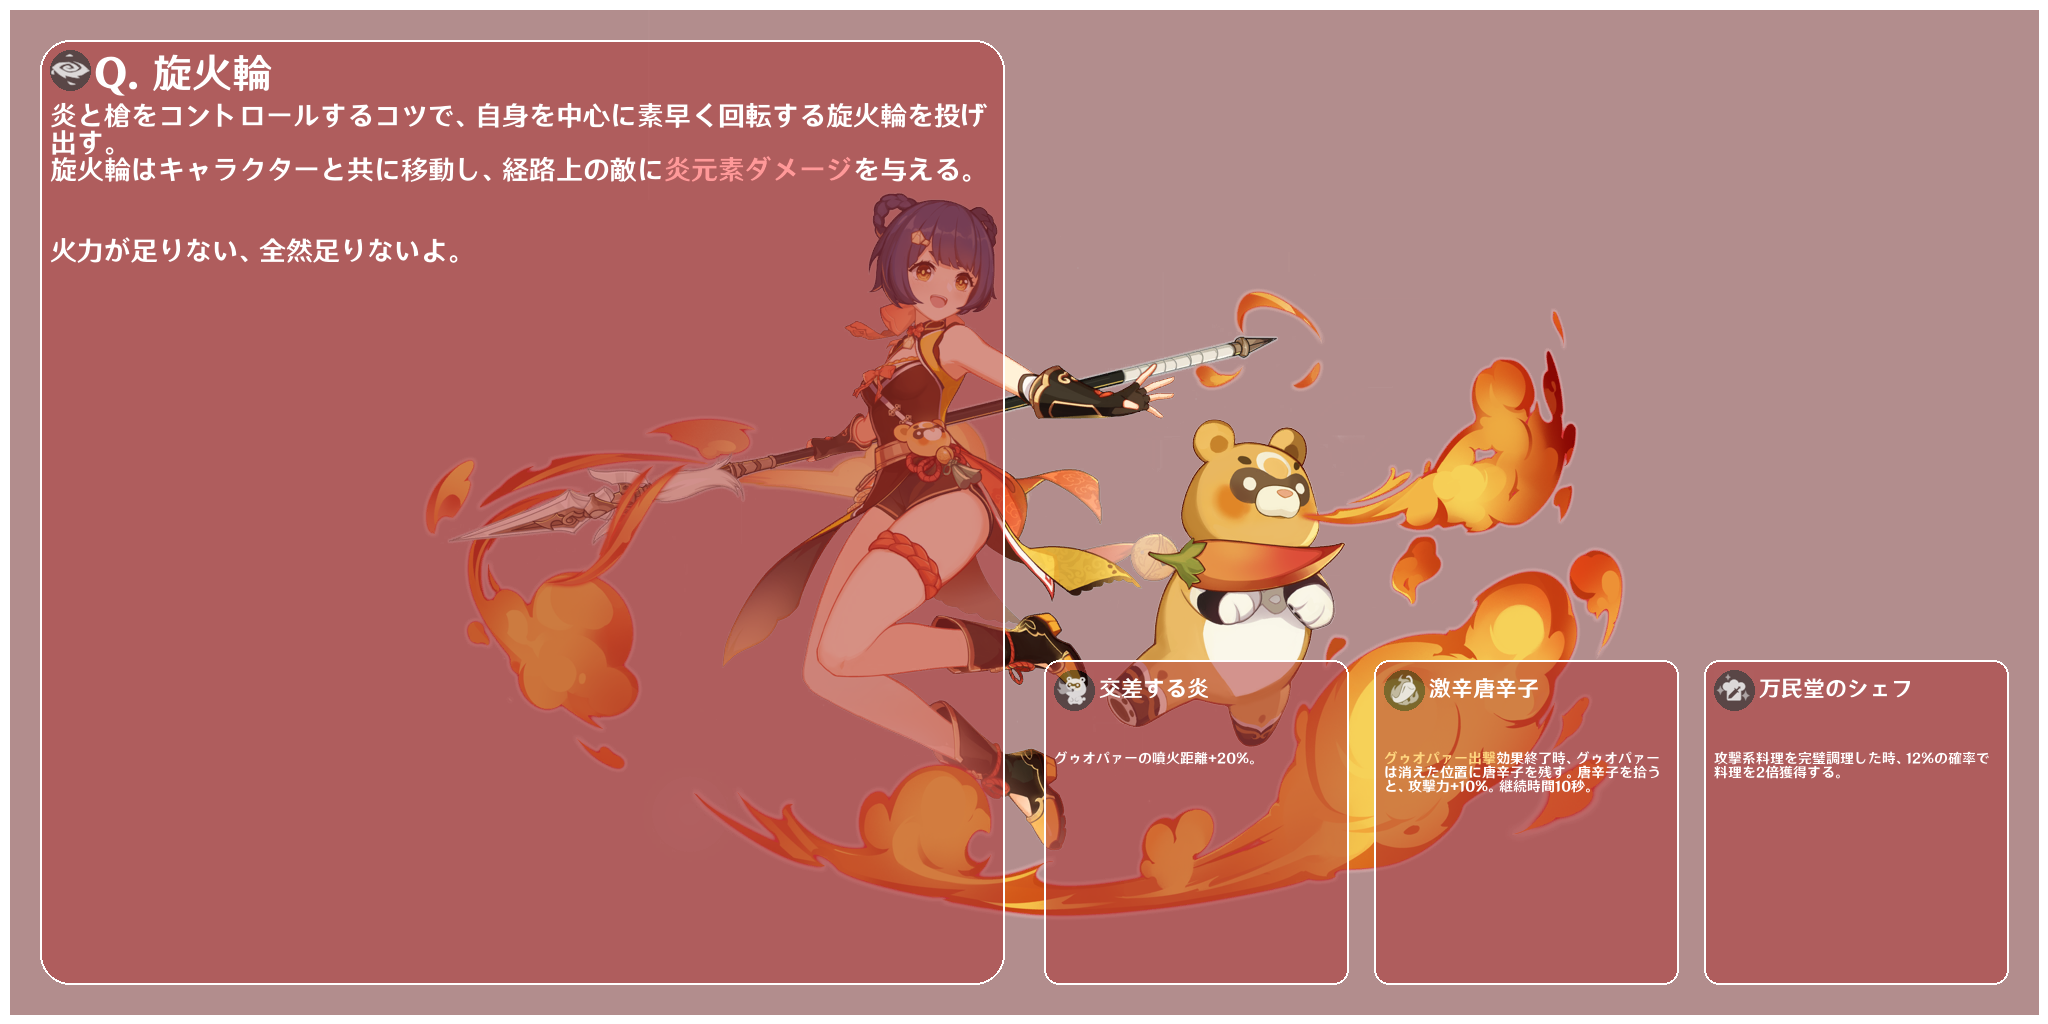 Q. 旋火輪
炎と槍をコントロールするコツで、自身を中心に素早く回転する旋火輪を投げ
出す。
旋火輪はキャラクターと共に移動し、経路上の敵に炎元素ダメージを与える。
火力が足りない、全然足りないよ。
交差する炎
グゥオパァーの噴火距離+20%。
激辛唐辛子
グゥオパァー出撃効果終了時、グゥオパァー
は消えた位置に唐辛子を残す。唐辛子を拾う
と、攻撃力+10%。継続時間10秒。
万民堂のシェフ
攻撃系料理を完璧調理した時、12%の確率で
料理を2倍獲得する。